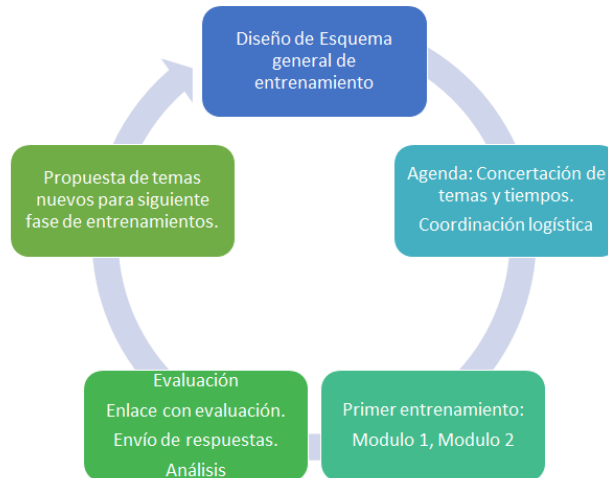 Diseño de Esquema
general de
entrenamiento
Agenda: Concertación de
temas y tiempos.
Coordinación logística
Primer entrenamiento:
Modulo 1, Modulo 2
Evaluación
Enlace con evaluación.
Envío de respuestas.
Análisis
Propuesta de temas
nuevos para siguiente
fase de entrenamientos.